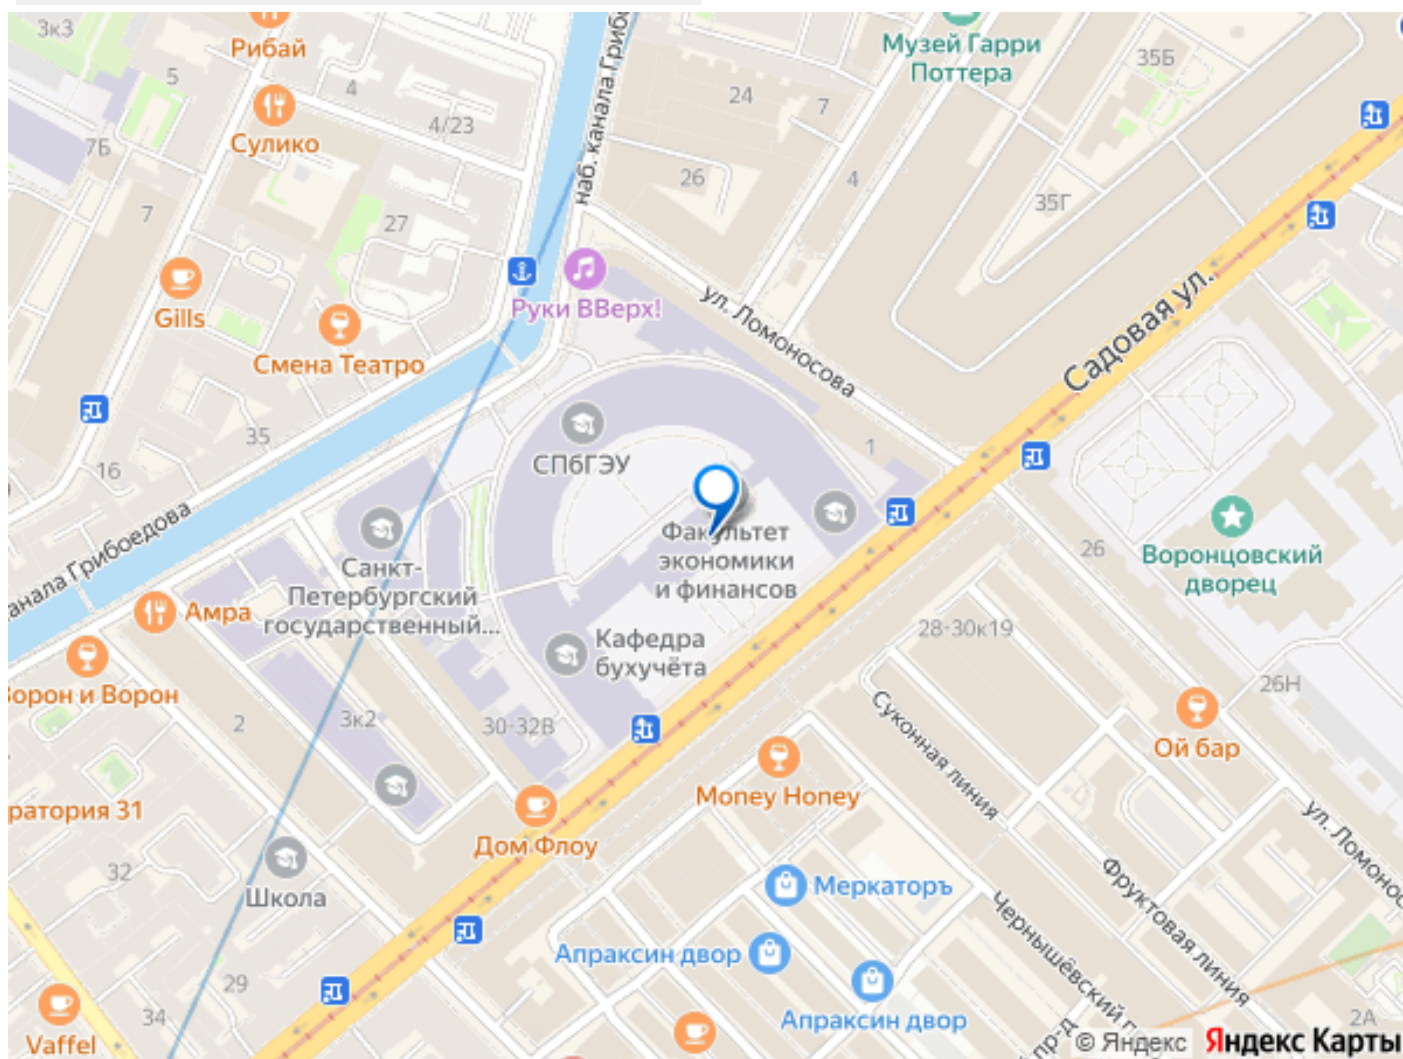 3к3
Рибай
5
4
Сулико
4/23
7Б
7
27
наб. канала Грибо
24
7
26
4
Музей Гарри
Поттера
35Б
35Г
Gills
Смена Театро
Руки ВВерх!
ул. Ломоносова
Садовая ул.
35
16
СПбГЭУ
1
Факультет
экономики
и финансов
Санкт-
Петербургский
государственный...
Кафедра
бухучёта
анала Грибоедова
Амра
Ворон и Ворон
2
3к2
30-32В
26
Воронцовский
дворец
28-30к19
26Н
Суконная линия
Ой бар
Money Honey
Дом Флоу
ратория 31
32
Школа
Меркаторъ
Апраксин двор
Апраксин двор
Фруктовая линия
ул. Ломонос
Чернышёвский п
пр-д
29
34
Vaffel
2А
© Яндекс Яндекс Карты